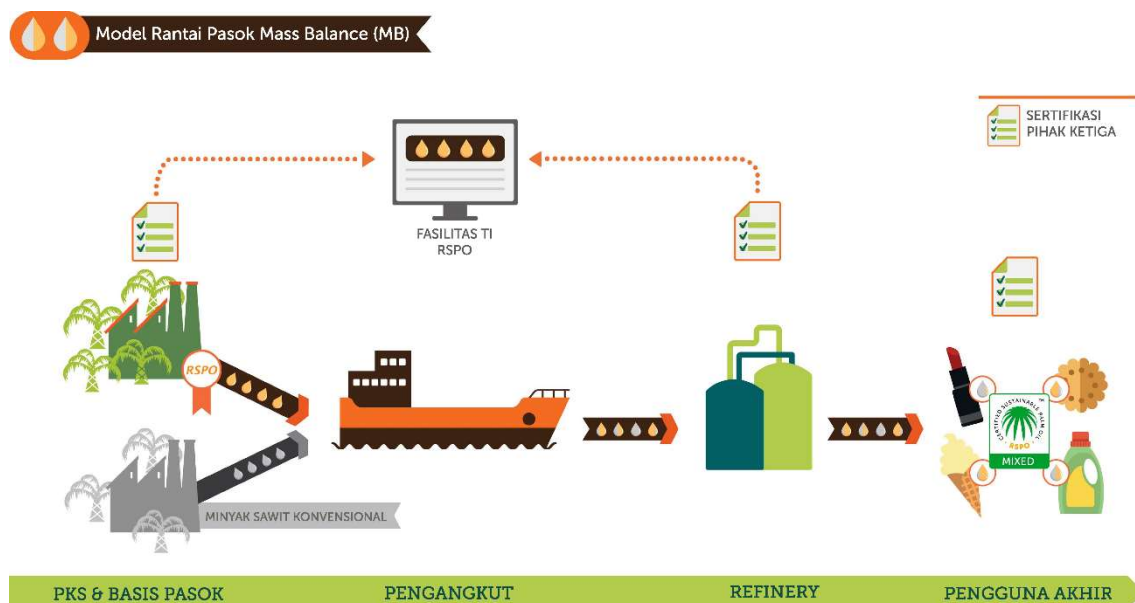 Model Rantai Pasok Mass Balance (MB)
SERTIFIKASI
PIHAK KETIGA
FASILITAS TI
RSPO
RSPO
CERTIFIED SUSTAINABLE PALM OIL
RSPO
MIXED
MINYAK SAWIT KONVENSIONAL
PKS & BASIS PASOK
PENGANGKUT
REFINERY
PENGGUNA AKHIR